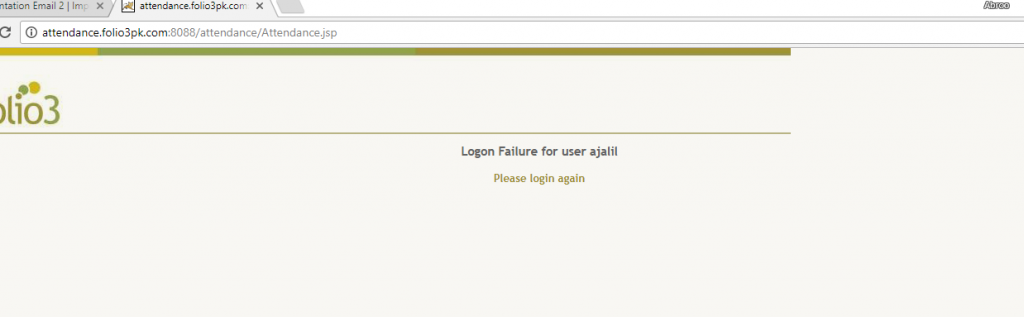 ntation Email 2 | Imp
attendance.folio3pk.com
Abroo
attendance.folio3pk.com:8088/attendance/Attendance.jsp
olio3
Logon Failure for user ajalil
Please login again